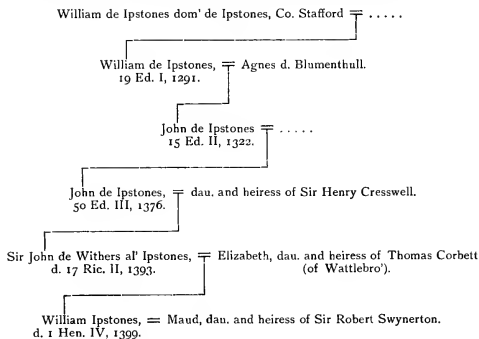 William de Ipstones dom' de Ipstones, Co. Stafford = . . . . .
William de Ipstones, = Agnes d. Blumenthull.
19 Ed. I, 1291.
John de Ipstones = . . . . .
15 Ed. II, 1322.
John de Ipstones, = dau. and heiress of Sir Henry Cresswell.
50 Ed. III, 1376.
Sir John de Withers al' Ipstones, = Elizabeth, dau. and heiress of Thomas Corbett
d. 17 Ric. II, 1393. (of Wattlebro').
William Ipstones, = Maud, dau. and heiress of Sir Robert Swynerton.
d. 1 Hen. IV, 1399.